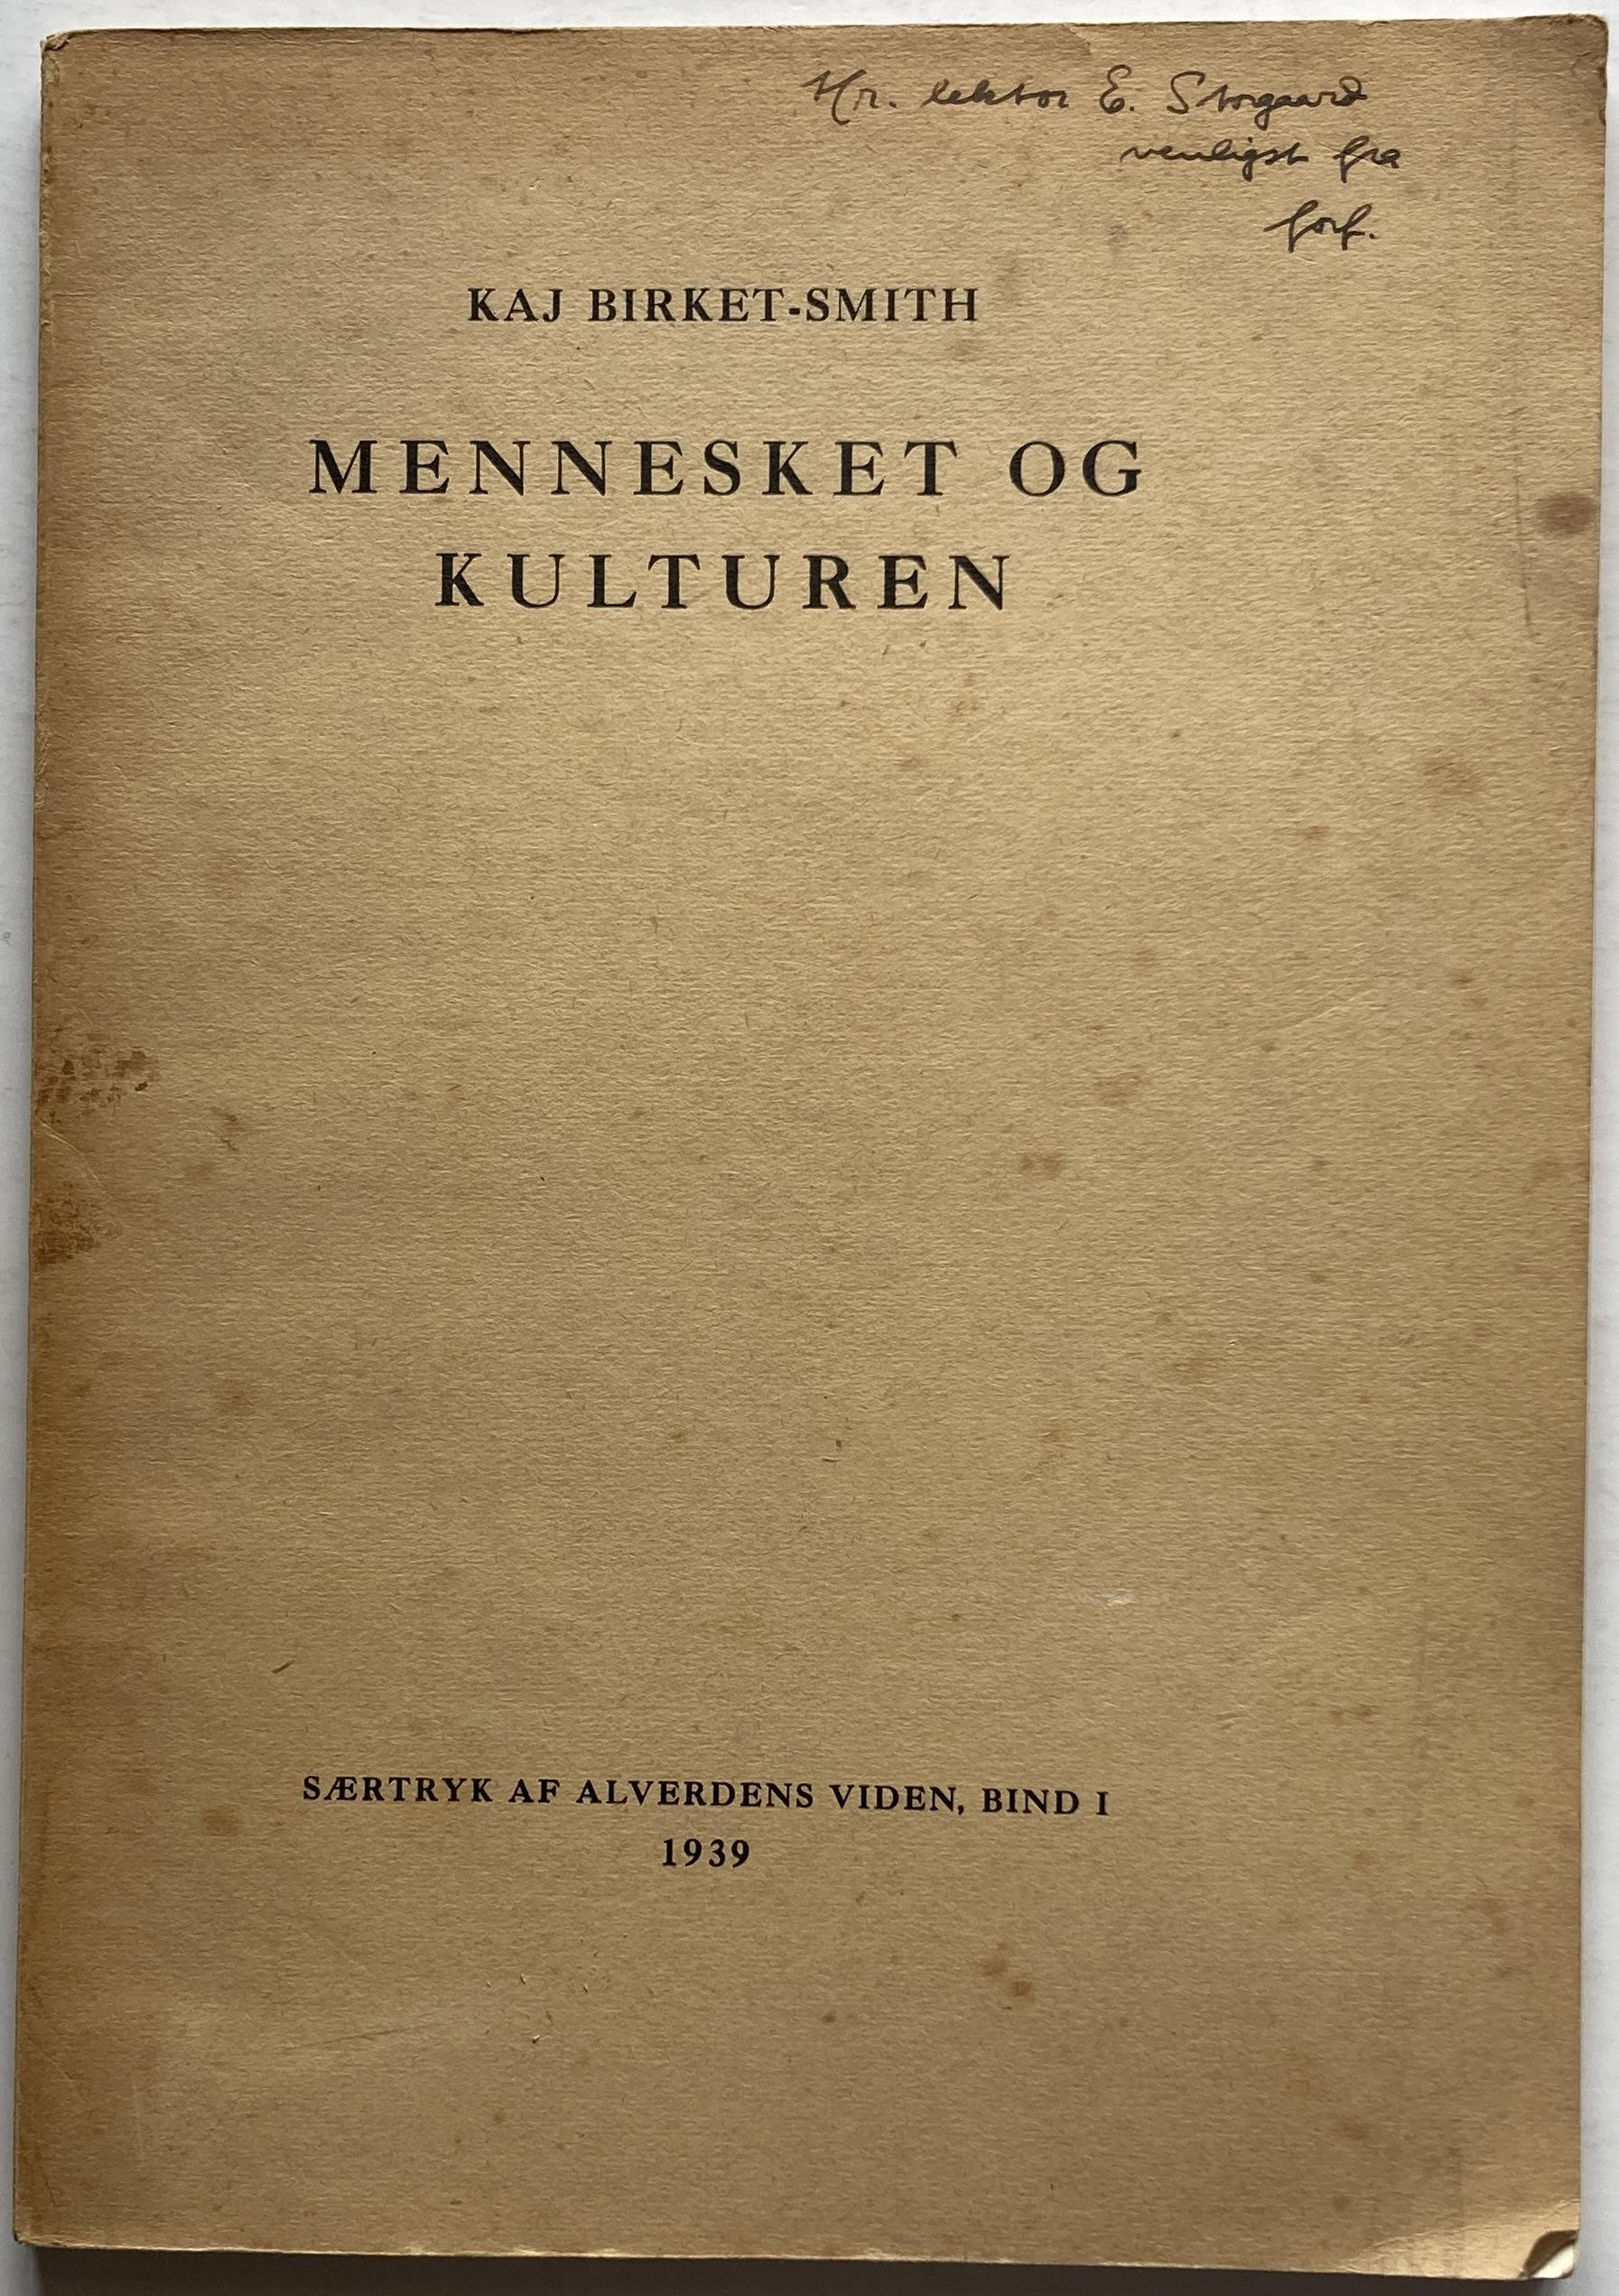 Hr. lektor E. Storgaard
venligst fra
forf.
KAJ BIRKET-SMITH
MENNESKET OG
KULTUREN
SÆRTRYK AF ALVERDENS VIDEN, BIND I
1939